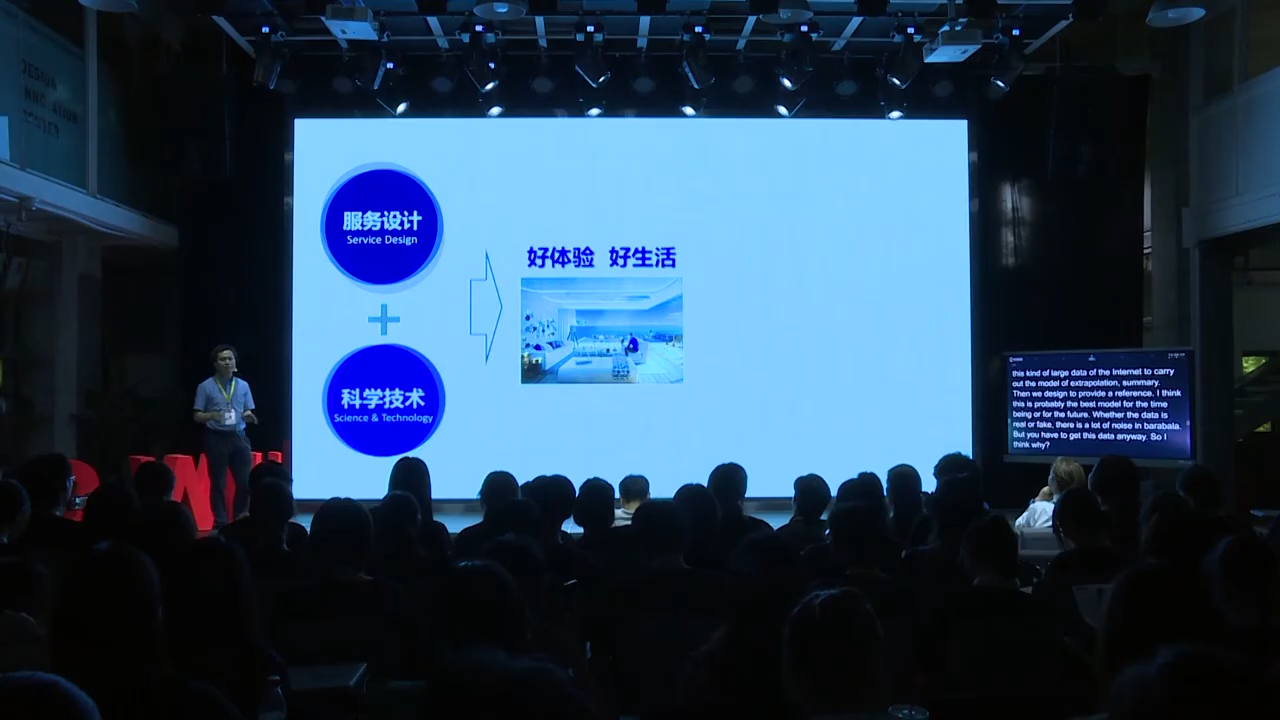 服务设计
Service Design
科学技术
Science & Technology
好体验 好生活
this kind of large data of the Internet to carry
out the model of extrapolation, summary.
Then we design to provide a reference. I think
this is probably the best model for the time
being or for the future. Whether the data is
real or fake, there is a lot of noise in barabala.
But you have to get this data anyway. So I
think why?